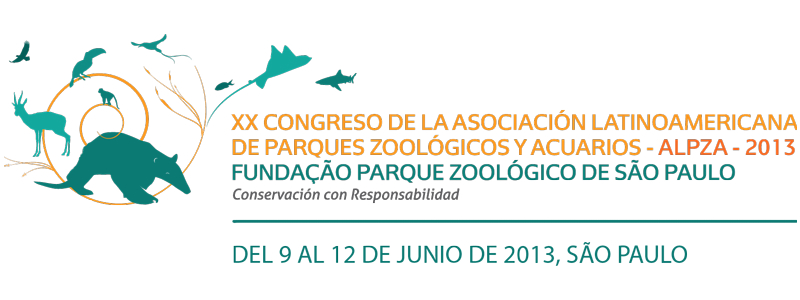 XX CONGRESO DE LA ASOCIACIÓN LATINOAMERICANA
DE PARQUES ZOOLÓGICOS Y ACUARIOS - ALPZA - 2013
FUNDAÇÃO PARQUE ZOOLÓGICO DE SÃO PAULO
Conservación con Responsabilidad
DEL 9 AL 12 DE JUNIO DE 2013, SÃO PAULO